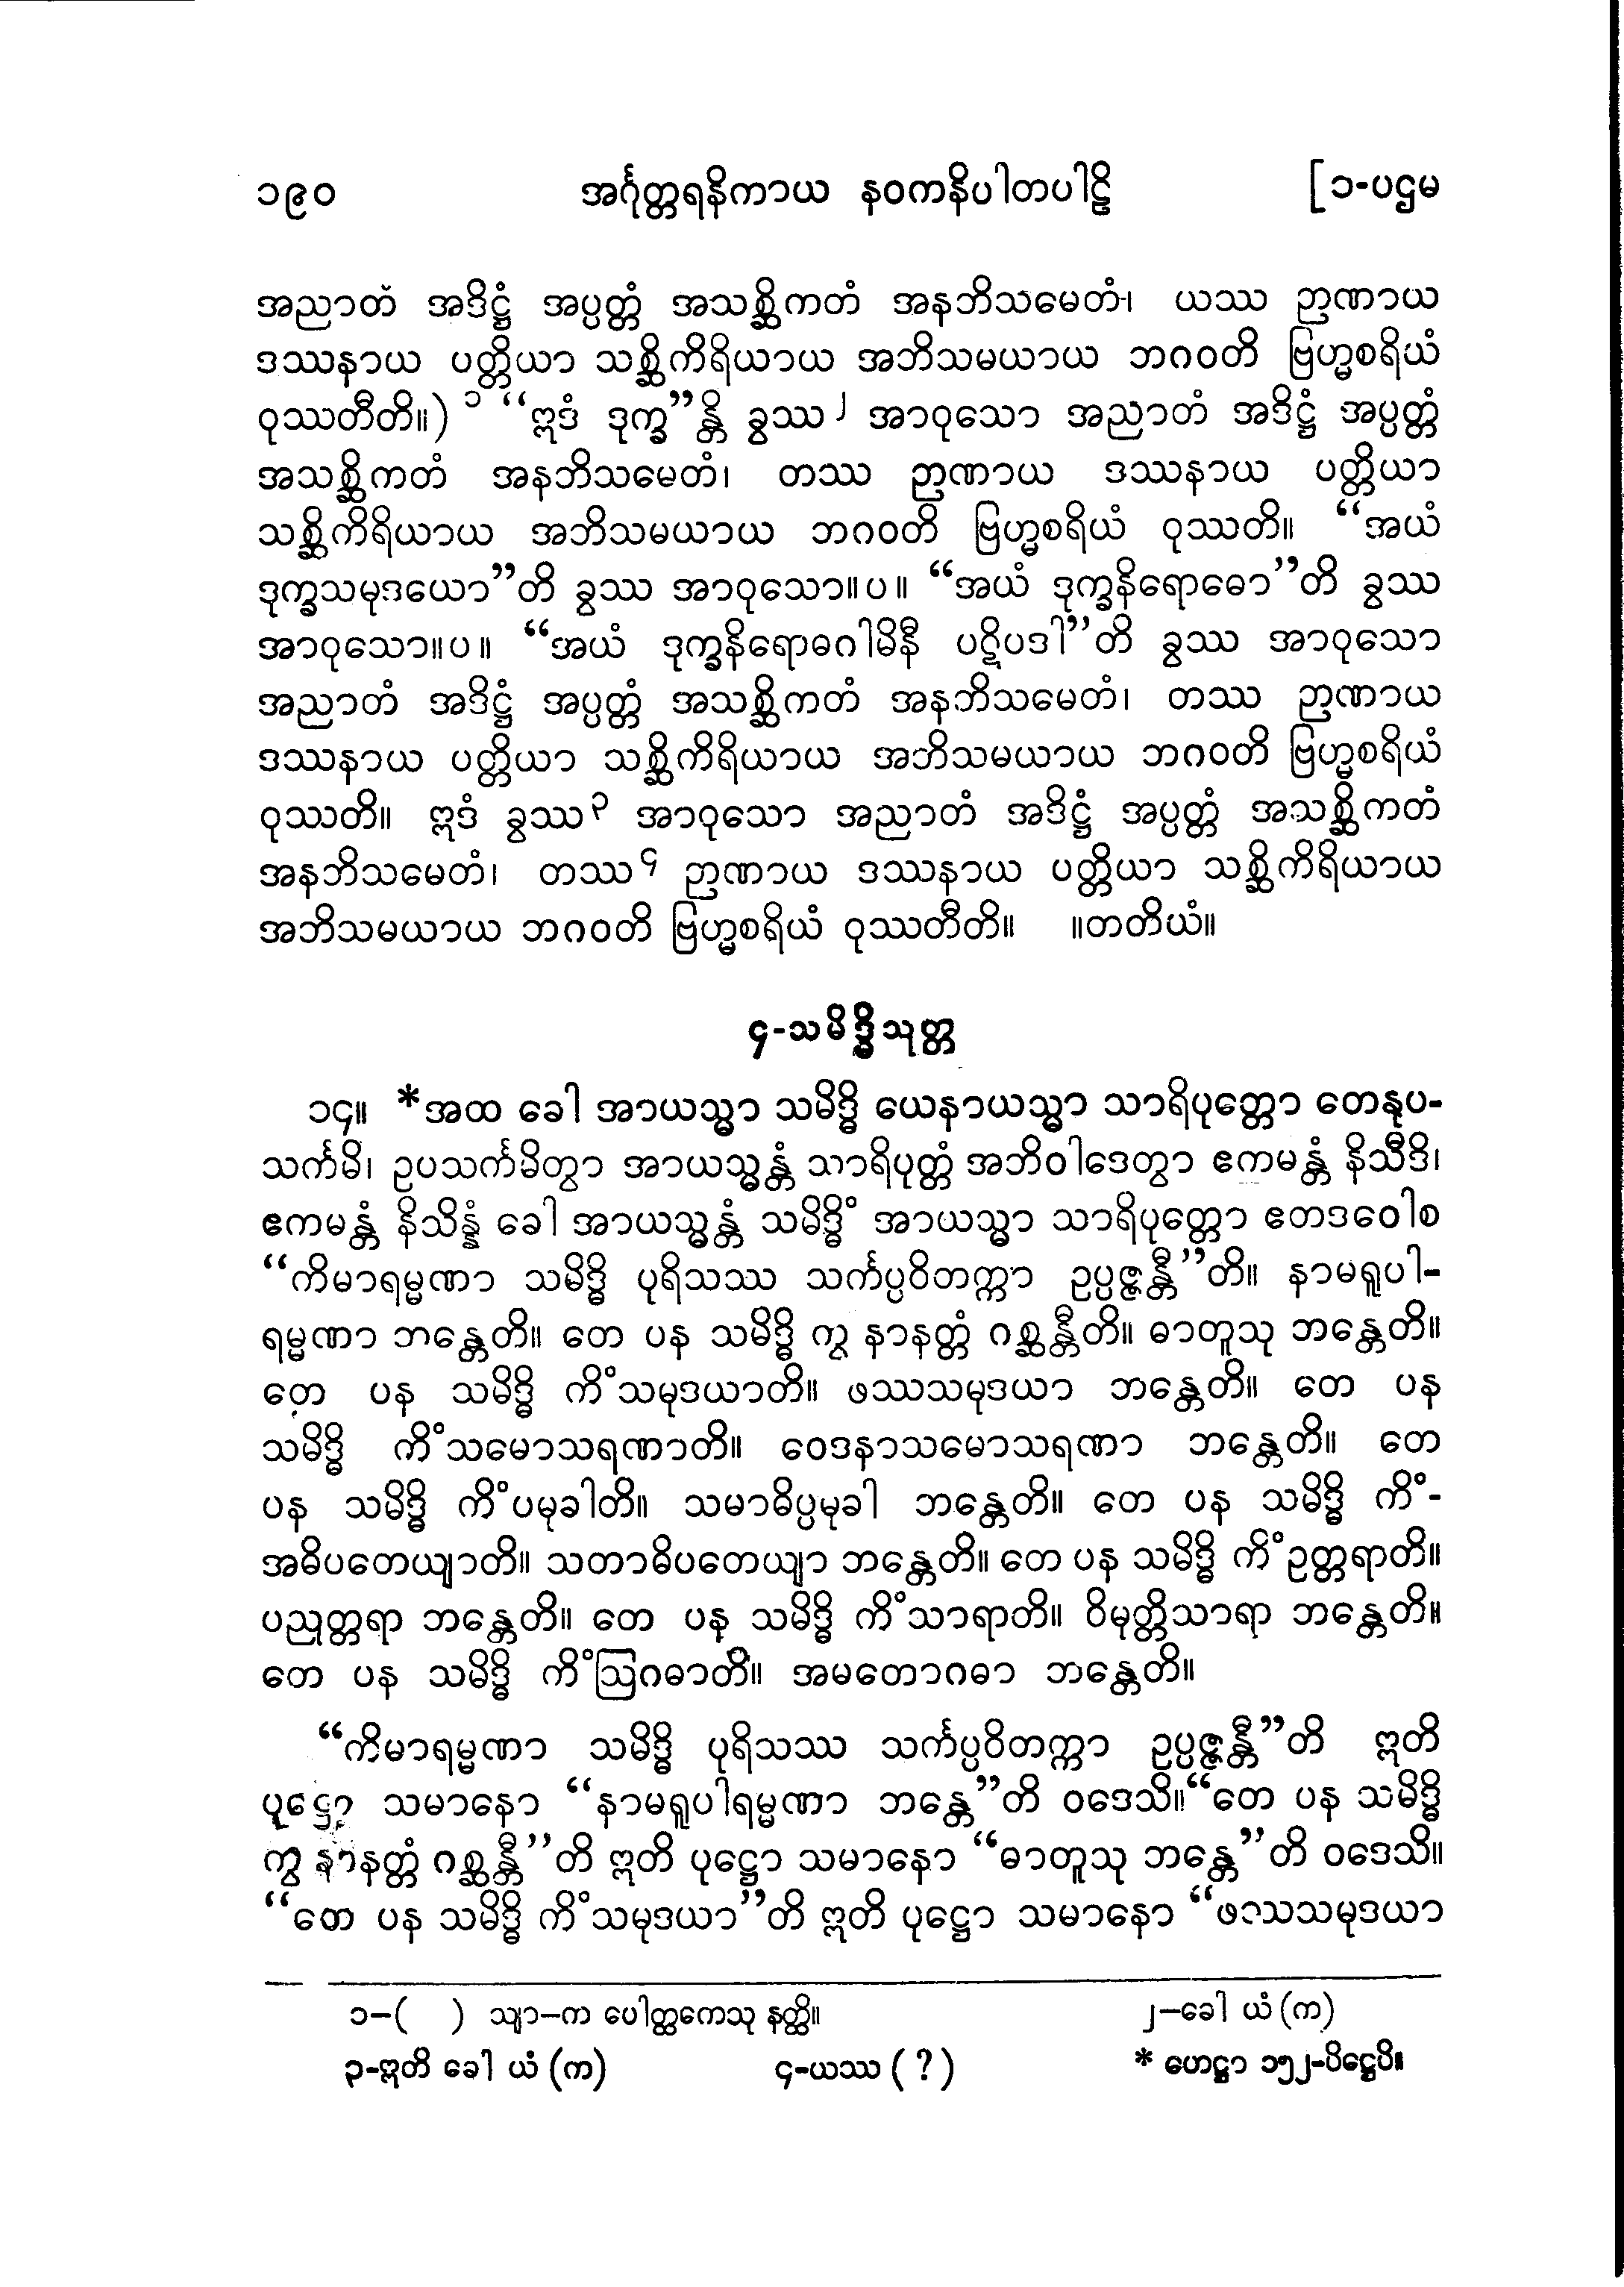 ၁၉၀ အင်္ဂုတ္တရနိကာယ နဝကနိပါတပါဠိ [၁-ပဌမ
အညာတံ အဒိဋ္ဌံ အပ္ပတ္တံ အသစ္ဆိကတံ အနဘိသမေတံ၊ ယဿ ဉာဏာယ
ဒဿနာယ ပတ္တိယာ သစ္ဆိကိရိယာယ အဘိသမယာယ ဘဂဝတိ ဗြဟ္မစရိယံ
ဝုဿတီတိ။)၁ “ဣဒံ ဒုက္ခ”န္တိ ခွဿ၂ အာဝုသော အညာတံ အဒိဋ္ဌံ အပ္ပတ္တံ
အသစ္ဆိကတံ အနဘိသမေတံ၊ တဿ ဉာဏာယ ဒဿနာယ ပတ္တိယာ
သစ္ဆိကိရိယာယ အဘိသမယာယ ဘဂဝတိ ဗြဟ္မစရိယံ ဝုဿတိ။ “အယံ
ဒုက္ခသမုဒယော”တိ ခွဿ အာဝုသော။ပ။ “အယံ ဒုက္ခနိရောဓော”တိ ခွဿ
အာဝုသော။ပ။ “အယံ ဒုက္ခနိရောဓဂါမိနီ ပဋိပဒါ”တိ ခွဿ အာဝုသော
အညာတံ အဒိဋ္ဌံ အပ္ပတ္တံ အသစ္ဆိကတံ အနဘိသမေတံ၊ တဿ ဉာဏာယ
ဒဿနာယ ပတ္တိယာ သစ္ဆိကိရိယာယ အဘိသမယာယ ဘဂဝတိ ဗြဟ္မစရိယံ
ဝုဿတိ။ ဣဒံ ခွဿ၃ အာဝုသော အညာတံ အဒိဋ္ဌံ အပ္ပတ္တံ အသစ္ဆိကတံ
အနဘိသမေတံ၊ တဿ၄ ဉာဏာယ ဒဿနာယ ပတ္တိယာ သစ္ဆိကိရိယာယ
အဘိသမယာယ ဘဂဝတိ ဗြဟ္မစရိယံ ဝုဿတီတိ။ ။တတိယံ။
၄-သမိဒ္ဓိသုတ္တ
၁၄။ *အထ ခေါ အာယသ္မာ သမိဒ္ဓိ ယေနာယသ္မာ သာရိပုတ္တော တေနုပ-
သင်္ကမိ၊ ဥပသင်္ကမိတွာ အာယသ္မန္တံ သာရိပုတ္တံ အဘိဝါဒေတွာ ဧကမန္တံ နိသီဒိ၊
ဧကမန္တံ နိသိန္နံ ခေါ အာယသ္မန္တံ သမိဒ္ဓိံ အာယသ္မာ သာရိပုတ္တော ဧတဒဝေါစ
“ကိမာရမ္မဏာ သမိဒ္ဓိ ပုရိသဿ သင်္ကပ္ပဝိတက္ကာ ဥပ္ပဇ္ဇန္တီ”တိ။ နာမရူပါ-
ရမ္မဏာ ဘန္တေတိ။ တေ ပန သမိဒ္ဓိ ကွ နာနတ္တံ ဂစ္ဆန္တီတိ။ ဓာတူသု ဘန္တေတိ။
တေ ပန သမိဒ္ဓိ ကိံသမုဒယာတိ။ ဖဿသမုဒယာ ဘန္တေတိ။ တေ ပန
သမိဒ္ဓိ ကိံသမောသရဏာတိ။ ဝေဒနာသမောသရဏာ ဘန္တေတိ။ တေ
ပန သမိဒ္ဓိ ကိံပမုခါတိ။ သမာဓိပ္ပမုခါ ဘန္တေတိ။ တေ ပန သမိဒ္ဓိ ကိံ-
အဓိပတေယျာတိ။ သတာဓိပတေယျာ ဘန္တေတိ။ တေ ပန သမိဒ္ဓိ ကိံဥတ္တရာတိ။
ပညုတ္တရာ ဘန္တေတိ။ တေ ပန သမိဒ္ဓိ ကိံသာရာတိ။ ဝိမုတ္တိသာရာ ဘန္တေတိ။
တေ ပန သမိဒ္ဓိ ကိံဩဂဓာတိ။ အမတောဂဓာ ဘန္တေတိ။
“ကိမာရမ္မဏာ သမိဒ္ဓိ ပုရိသဿ သင်္ကပ္ပဝိတက္ကာ ဥပ္ပဇ္ဇန္တီ”တိ ဣတိ
ပုဋ္ဌော သမာနော “နာမရူပါရမ္မဏာ ဘန္တေ”တိ ဝဒေသိ။ “တေ ပန သမိဒ္ဓိ
ကွ နာနတ္တံ ဂစ္ဆန္တီ”တိ ဣတိ ပုဋ္ဌော သမာနော “ဓာတူသု ဘန္တေ”တိ ဝဒေသိ။
“တေ ပန သမိဒ္ဓိ ကိံသမုဒယာ”တိ ဣတိ ပုဋ္ဌော သမာနော “ဖဿသမုဒယာ
၁–( ) သျာ–က ပေါတ္ထကေသု နတ္ထိ။ ၂–ခေါ ယံ (က)
၃-ဣတိ ခေါ ယံ (က) ၄-ယဿ (?) * ဟေဋ္ဌာ ၁၅၂-ပိဋ္ဌေပိ။